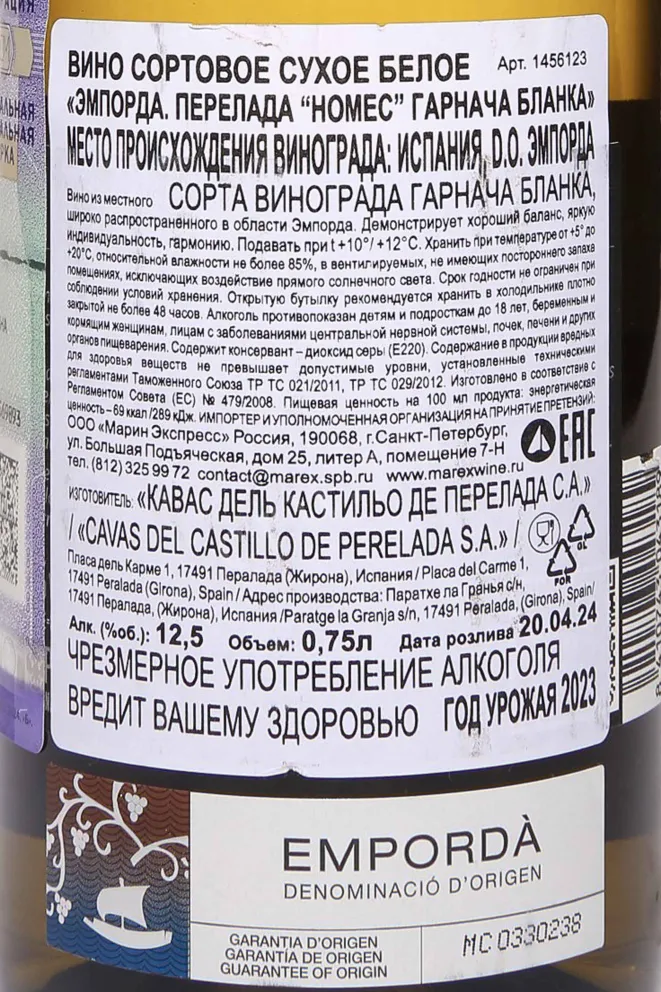 ВИНО СОРТОВОЕ СУХОЕ БЕЛОЕ Арт. 1456123
«ЭМПОРДА. ПЕРЕЛАДА "НОМЕС" ГАРНАЧА БЛАНКА»
МЕСТО ПРОИСХОЖДЕНИЯ ВИНОГРАДА: ИСПАНИЯ, D.O. ЭМПОРДА
Вино из местного СОРТА ВИНОГРАДА ГАРНАЧА БЛАНКА,
широко распространенного в области Эмпорда. Демонстрирует хороший баланс, яркую
индивидуальность, гармонию. Подавать при t +10°/ +12°C. Хранить при температуре от +5° до
+20°C, относительной влажности не более 85%, в вентилируемых, не имеющих постороннего запаха
помещениях, исключающих воздействие прямого солнечного света. Срок годности не ограничен при
соблюдении условий хранения. Открытую бутылку рекомендуется хранить в холодильнике плотно
закрытой не более 48 часов. Алкоголь противопоказан детям и подросткам до 18 лет, беременным и
кормящим женщинам, лицам с заболеваниями центральной нервной системы, почек, печени и других
органов пищеварения. Содержит консервант – диоксид серы (E220). Содержание в продукции вредных
для здоровья веществ не превышает допустимые уровни, установленные техническими
регламентами Таможенного Союза ТР ТС 021/2011, ТР ТС 029/2012. Изготовлено в соответствии с
Регламентом Совета (ЕС) № 479/2008. Пищевая ценность на 100 мл продукта: энергетическая
ценность – 69 ккал /289 кДж. ИМПОРТЕР И УПОЛНОМОЧЕННАЯ ОРГАНИЗАЦИЯ НА ПРИНЯТИЕ ПРЕТЕНЗИЙ:
ООО «Марин Экспресс» Россия, 190068, г.Санкт-Петербург,
ул. Большая Подъяческая, дом 25, литер А, помещение 7-Н
тел. (812) 325 99 72 contact@marex.spb.ru www.marexwine.ru
EAC
ИЗГОТОВИТЕЛЬ: «КАВАС ДЕЛЬ КАСТИЛЬО ДЕ ПЕРЕЛАДА С.А.»
/ «CAVAS DEL CASTILLO DE PERELADA S.A.» /
GL
POR
Пласа дель Карме 1, 17491 Пералада (Жирона), Испания / Placa del Carme 1,
17491 Peralada (Girona), Spain / Адрес производства: Паратхе ла Гранья с/н,
17491 Пералада, (Жирона), Испания /Paratge la Granja s/n, 17491 Perelada, (Girona), Spain/
Алк. (%об.): 12,5 Объем: 0,75л Дата розлива 20.04.24
ЧРЕЗМЕРНОЕ УПОТРЕБЛЕНИЕ АЛКОГОЛЯ
ВРЕДИТ ВАШЕМУ ЗДОРОВЬЮ ГОД УРОЖАЯ 2023
EMPORDÀ
DENOMINACIÓ D'ORIGEN
GARANTIA D'ORIGEN
GARANTÍA DE ORIGEN
GUARANTEE OF ORIGIN
MC 0330238